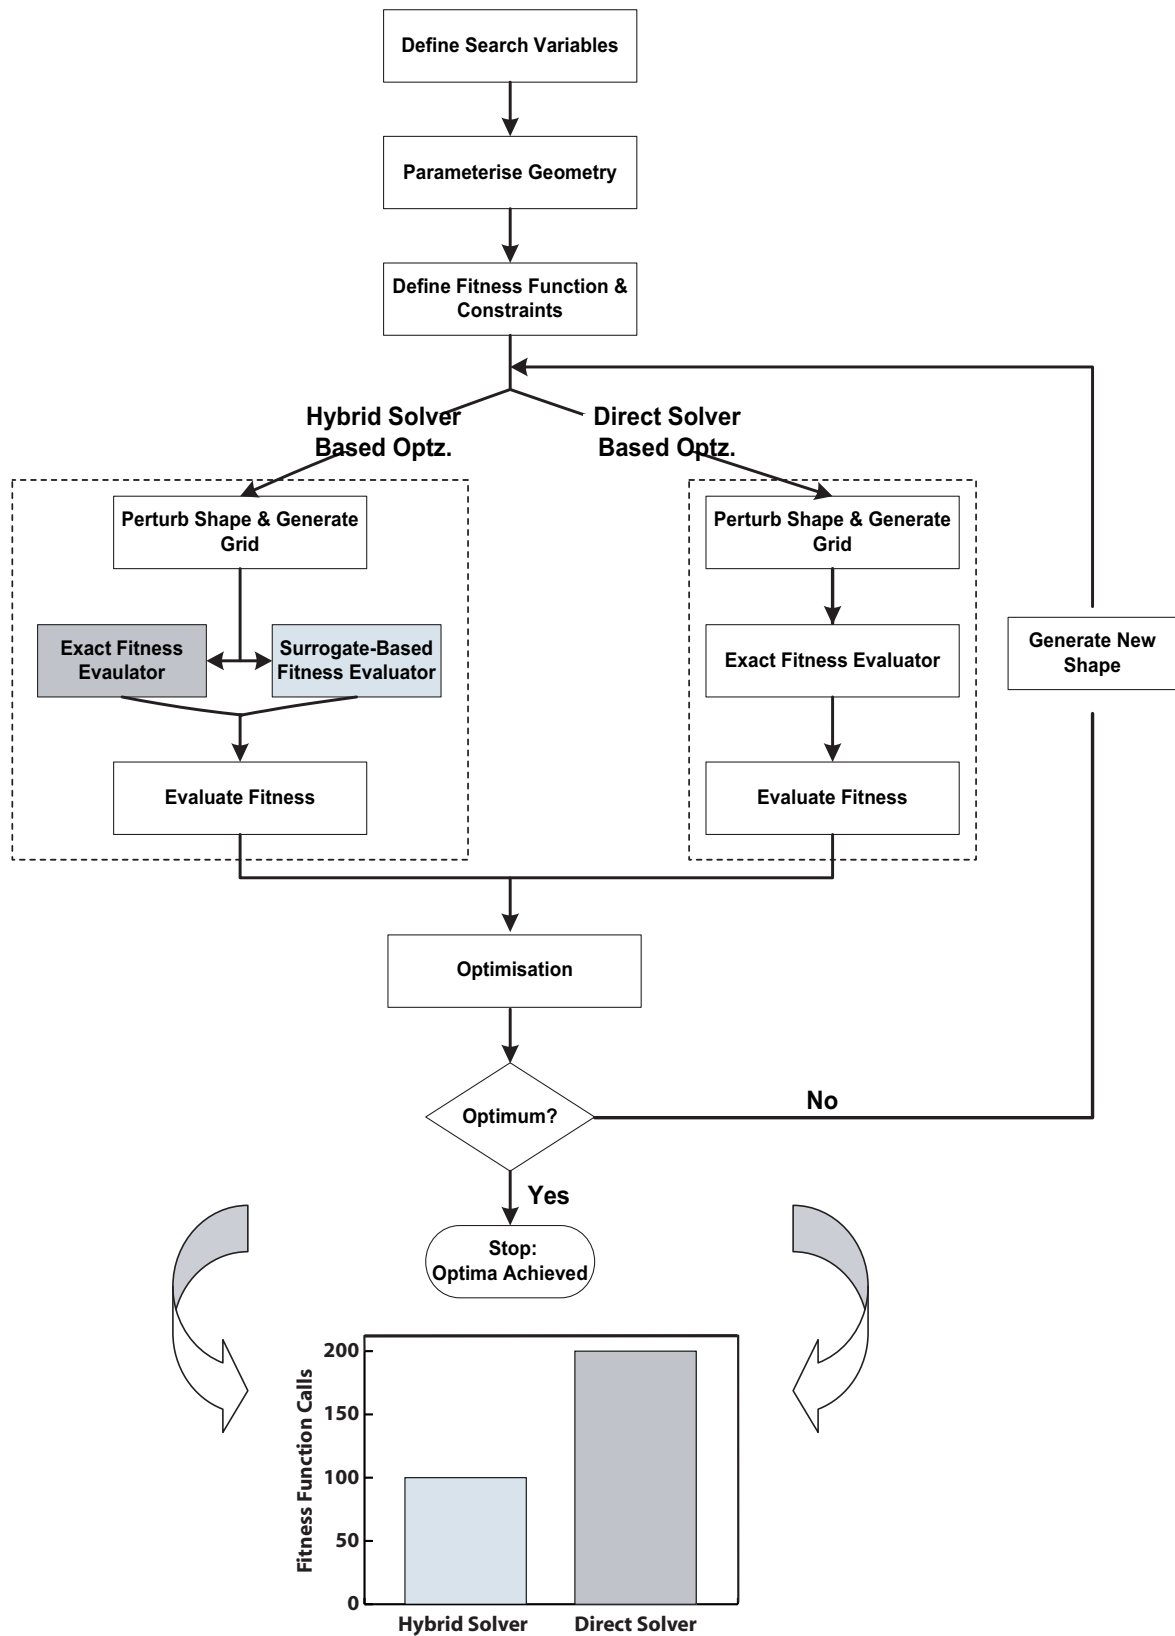 Define Search Variables
Parameterise Geometry
Define Fitness Function &
Constraints
Hybrid Solver
Based Optz.
Direct Solver
Based Optz.
Perturb Shape & Generate
Grid
Perturb Shape & Generate
Grid
Exact Fitness
Evaulator
Surrogate-Based
Fitness Evaluator
Exact Fitness Evaluator
Generate New
Shape
Evaluate Fitness
Evaluate Fitness
Optimisation
Optimum?
No
Yes
Stop:
Optima Achieved
Fitness Function Calls
200
150
100
50
0
Hybrid Solver
Direct Solver